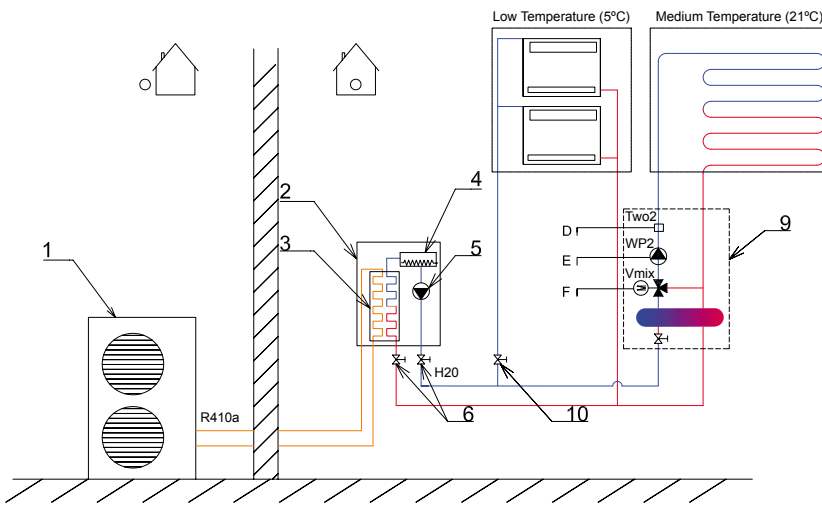 Low Temperature (5ºC)
Medium Temperature (21ºC)
2
4
Two2
9
D
1
3
5
WP2
E
Vmix
F
M
H20
R410a
6
10